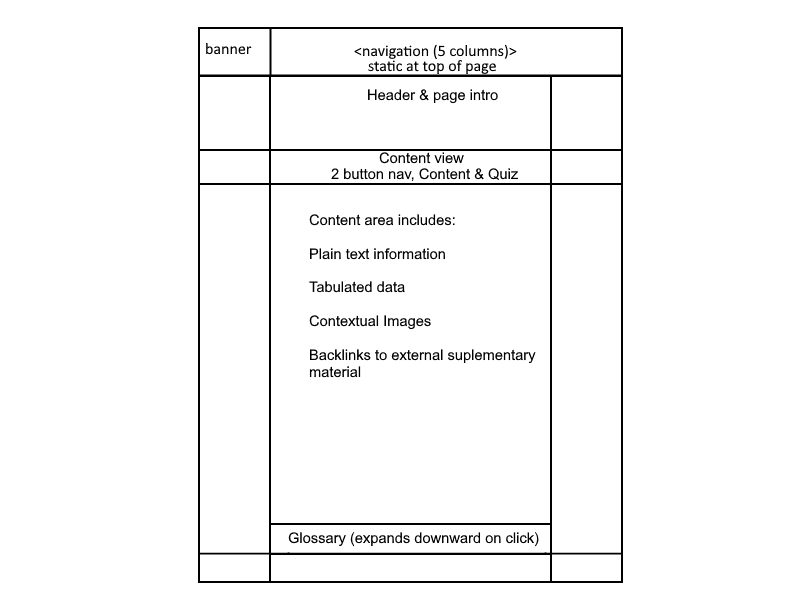 banner
<navigation (5 columns)>
static at top of page
Header & page intro
Content view
2 button nav, Content & Quiz
Content area includes:
Plain text information
Tabulated data
Contextual Images
Backlinks to external suplementary
material
Glossary (expands downward on click)